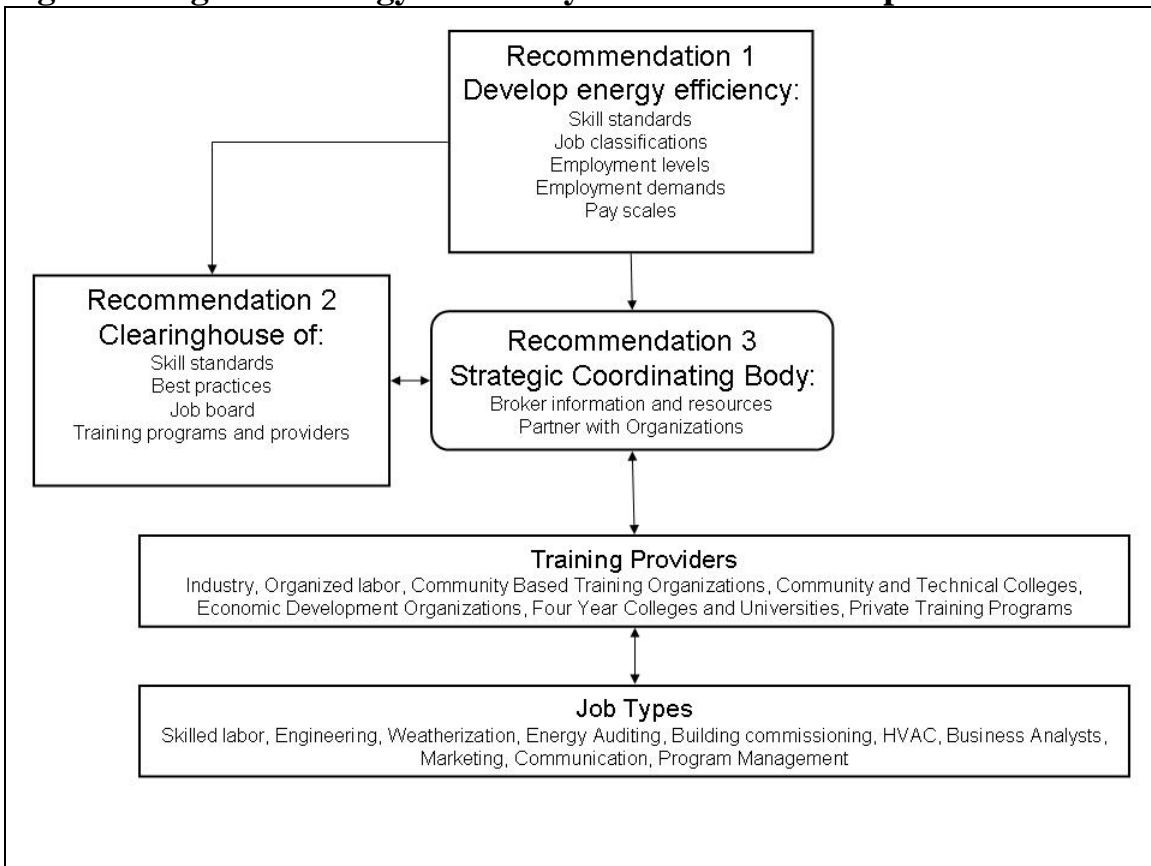 Recommendation 1
Develop energy efficiency:
Skill standards
Job classifications
Employment levels
Employment demands
Pay scales
Recommendation 2
Clearinghouse of:
Skill standards
Best practices
Job board
Training programs and providers
Recommendation 3
Strategic Coordinating Body:
Broker information and resources
Partner with Organizations
Training Providers
Industry, Organized labor, Community Based Training Organizations, Community and Technical Colleges,
Economic Development Organizations, Four Year Colleges and Universities, Private Training Programs
Job Types
Skilled labor, Engineering, Weatherization, Energy Auditing, Building commissioning, HVAC, Business Analysts,
Marketing, Communication, Program Management